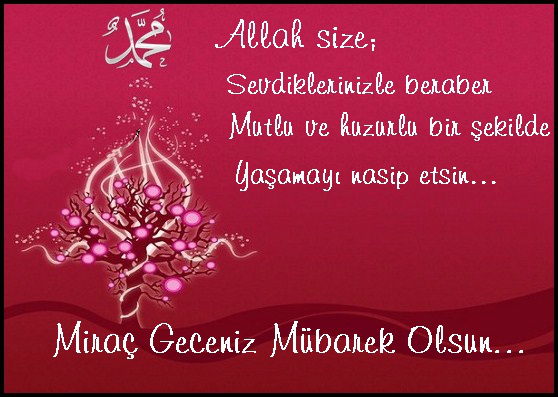 محمد
Allah size;
Sevdiklerinizle beraber
Mutlu ve huzurlu bir şekilde
Yaşamayı nasip etsin...
Miraç Geceniz Mübarek Olsun...